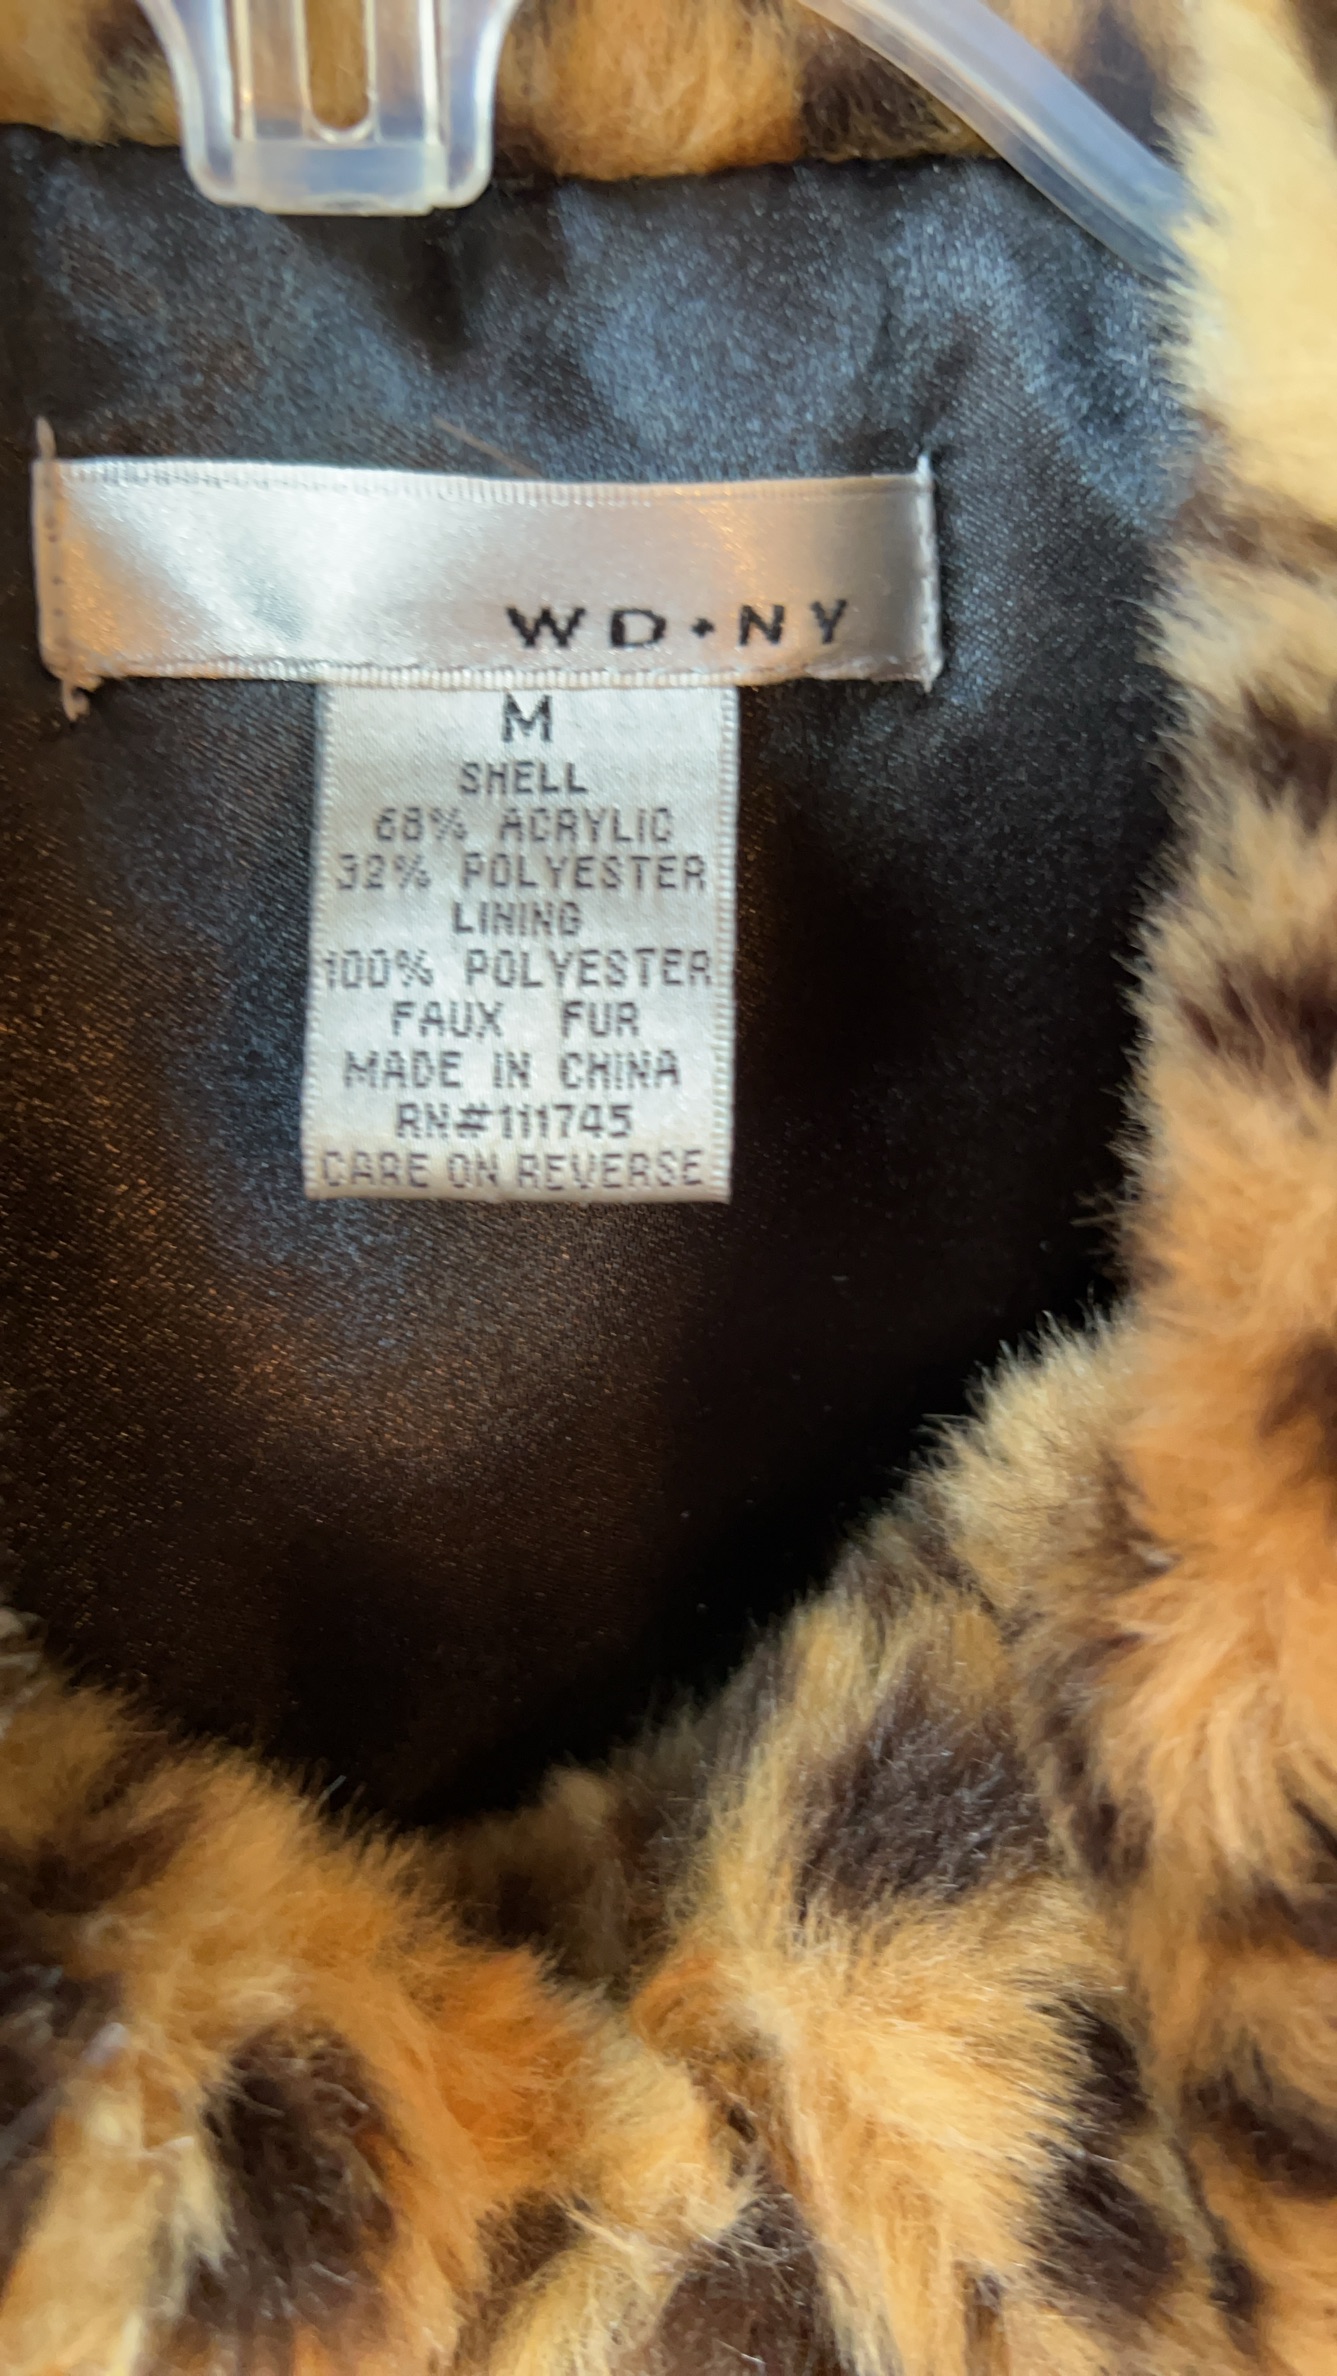 WD•NY
M
SHELL
68% ACRYLIC
32% POLYESTER
LINING
100% POLYESTER
FAUX FUR
MADE IN CHINA
RN#111745
CARE ON REVERSE